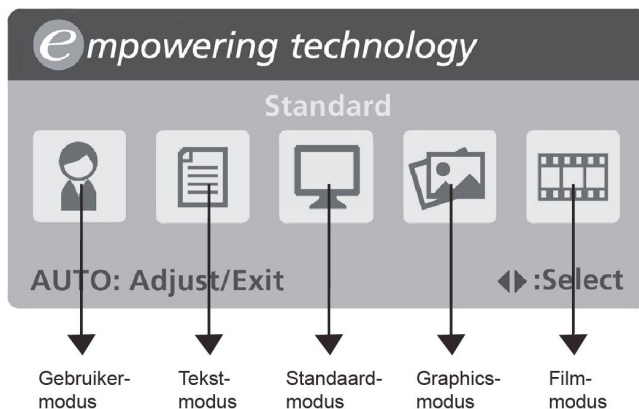 empowering technology
Standard
AUTO: Adjust/Exit
:Select
Gebruiker-
modus
Tekst-
modus
Standaard-
modus
Graphics-
modus
Film-
modus